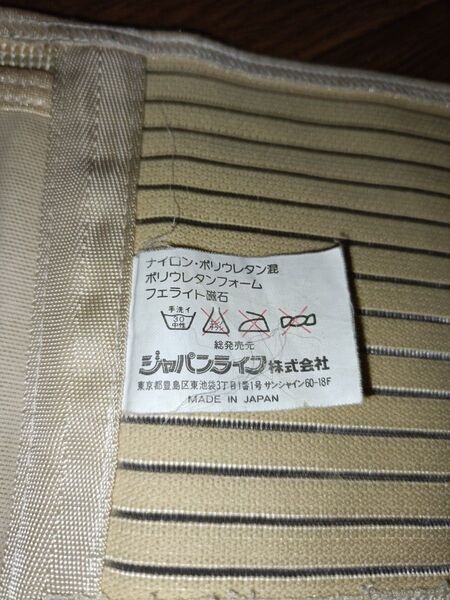 ナイロン・ポリウレタン混
ポリウレタンフォーム
フェライト磁石
手洗イ
30
中性
総発売元
ジャパンライフ株式会社
東京都豊島区東池袋3丁目1番1号 サンシャイン60-18F
MADE IN JAPAN